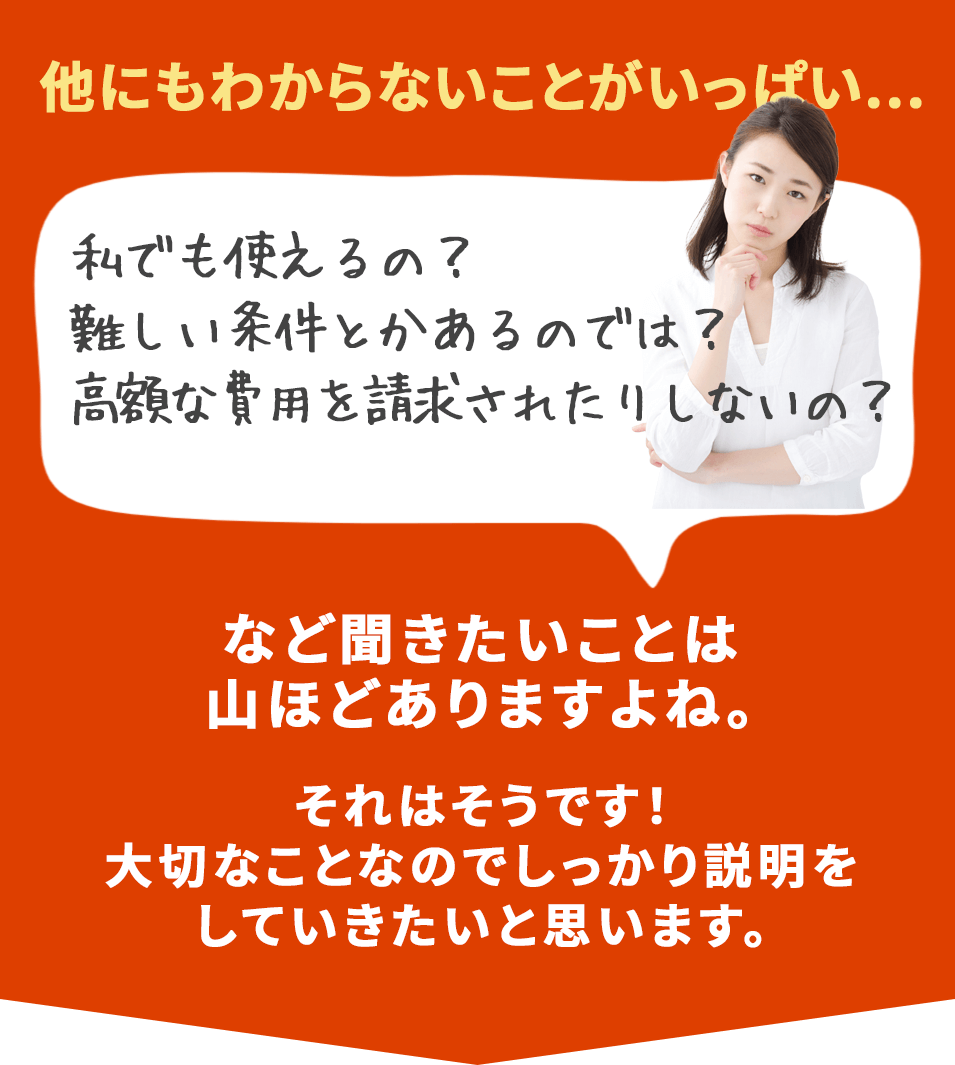 他にもわからないことがいっぱい…
私でも使えるの？
難しい条件とかあるのでは？
高額な費用を請求されたりしないの？
など聞きたいことは
山ほどありますよね。
それはそうです！
大切なことなのでしっかり説明を
していきたいと思います。